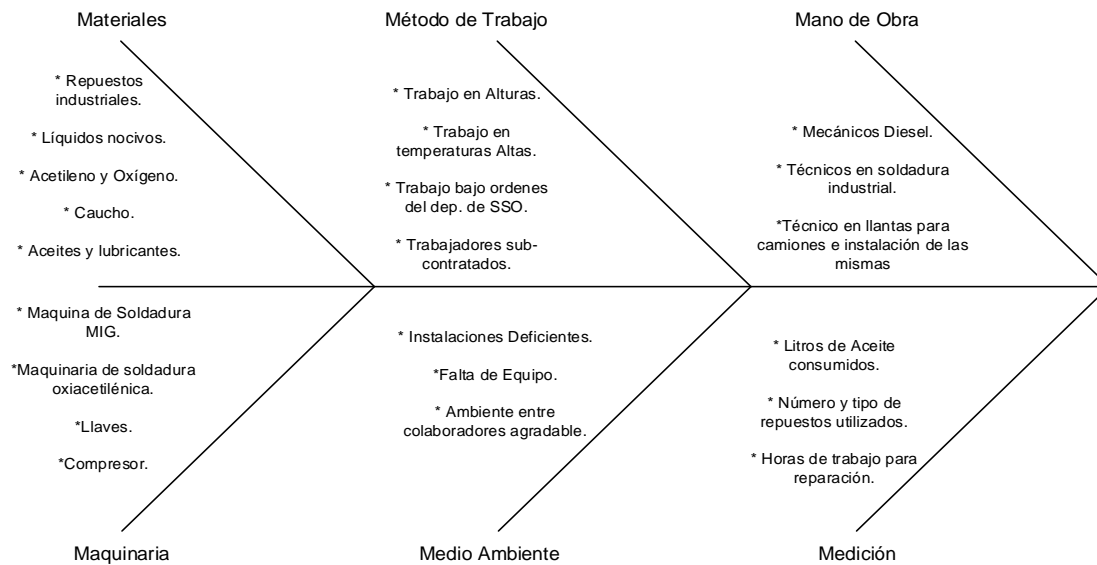 Materiales
Método de Trabajo
Mano de Obra
* Repuestos
industriales.
* Líquidos nocivos.
* Acetileno y Oxígeno.
* Caucho.
* Aceites y lubricantes.
* Trabajo en Alturas.
* Trabajo en
temperaturas Altas.
* Trabajo bajo ordenes
del dep. de SSO.
* Trabajadores sub-
contratados.
* Mecánicos Diesel.
* Técnicos en soldadura
industrial.
*Técnico en llantas para
camiones e instalación de las
mismas
* Maquina de Soldadura
MIG.
*Maquinaria de soldadura
oxiacetilénica.
*Llaves.
*Compresor.
* Instalaciones Deficientes.
*Falta de Equipo.
* Ambiente entre
colaboradores agradable.
* Litros de Aceite
consumidos.
* Número y tipo de
repuestos utilizados.
* Horas de trabajo para
reparación.
Maquinaria
Medio Ambiente
Medición